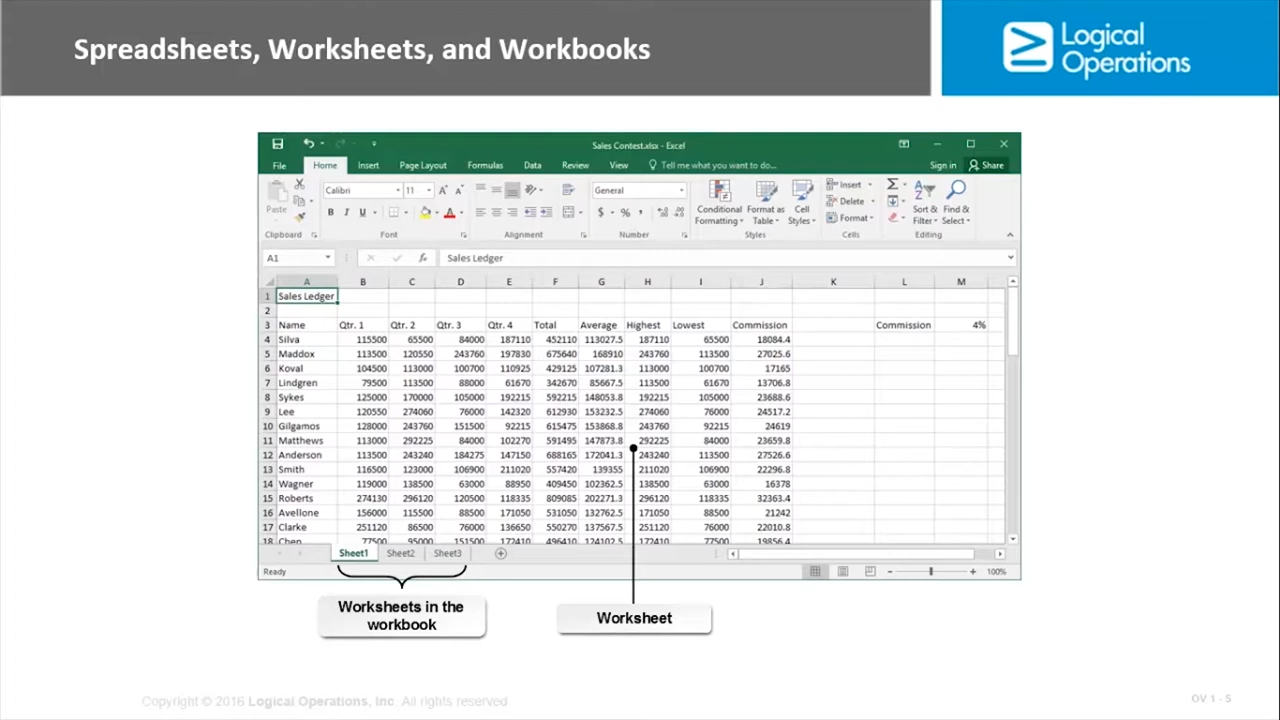 Spreadsheets, Worksheets, and Workbooks
Logical
Operations
Sales Contest.xlsx - Excel
File Home Insert Page Layout Formulas Data Review View Tell me what you want to do... Sign in Share
Paste
Calibri 11 A A
General
B I U A
$ % ,
Conditional
Formatting
Format as
Table
Cell
Styles
Insert
Delete
Format
Sort &
Filter
Find &
Select
Clipboard Font Alignment Number Styles Cells Editing
A1 fx Sales Ledger
A B C D E F G H I J K L M
1 Sales Ledger
2
3 Name Qtr. 1 Qtr. 2 Qtr. 3 Qtr. 4 Total Average Highest Lowest Commission Commission 4%
4 Silva 115500 65500 84000 187110 452110 113027.5 187110 65500 18084.4
5 Maddox 113500 120550 243760 197830 675640 168910 243760 113500 27025.6
6 Koval 104500 113000 100700 110925 429125 107281.3 113000 100700 17165
7 Lindgren 79500 113500 88000 61670 342670 85667.5 113500 61670 13706.8
8 Sykes 125000 170000 105000 192215 592215 148053.8 192215 105000 23688.6
9 Lee 120550 274060 76000 142320 612930 153232.5 274060 76000 24517.2
10 Gilgamos 128000 243760 151500 92215 615475 153868.8 243760 92215 24619
11 Matthews 113000 292225 84000 102270 591495 147873.8 292225 84000 23659.8
12 Anderson 113500 243240 184275 147150 688165 172041.3 243240 113500 27526.6
13 Smith 116500 123000 106900 211020 557420 139355 211020 106900 22296.8
14 Wagner 119000 138500 63000 88950 409450 102362.5 138500 63000 16378
15 Roberts 274130 296120 120500 118335 809085 202271.3 296120 118335 32363.4
16 Avellone 156000 115500 88500 171050 531050 132762.5 171050 88500 21242
17 Clarke 251120 86500 76000 136650 550270 137567.5 251120 76000 22010.8
18 Chen 77500 95000 151500 172410 496410 124102.5 172410 77500 19856.4
Sheet1 Sheet2 Sheet3
Ready 100%
Worksheets in the
workbook
Worksheet
Copyright © 2016 Logical Operations, Inc. All rights reserved
OV 1 - 5